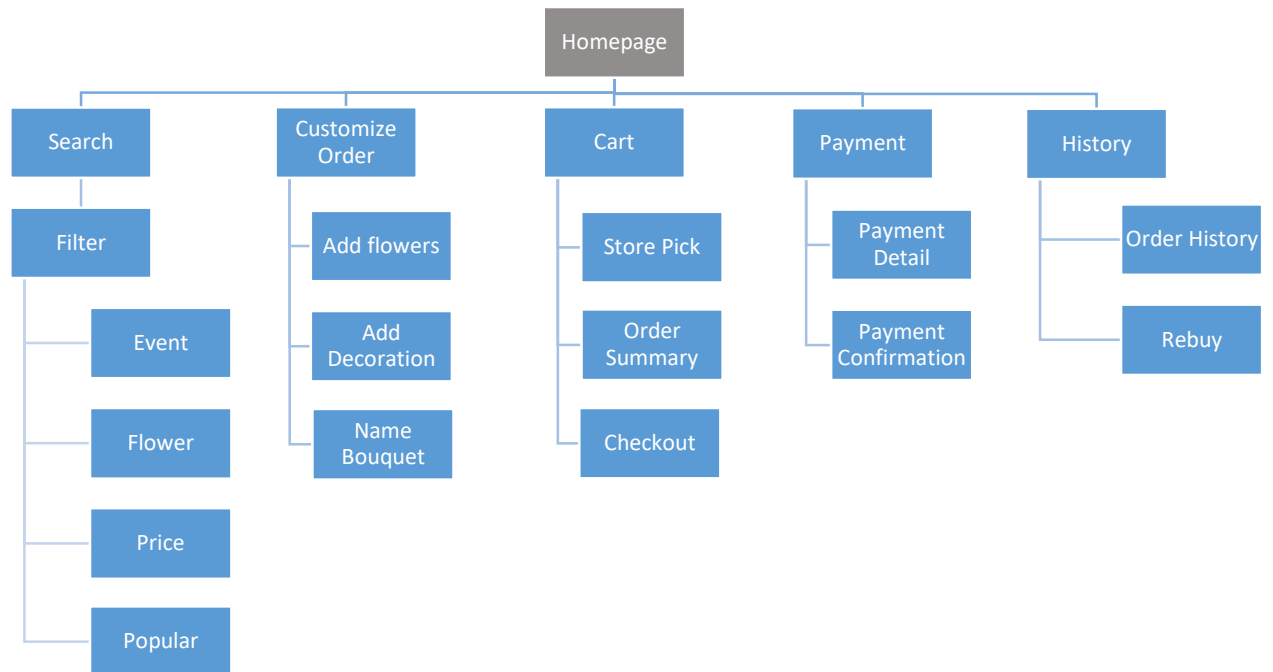 Homepage
Search
Customize
Order
Cart
Payment
History
Filter
Add flowers
Store Pick
Payment
Detail
Order History
Event
Add
Decoration
Order
Summary
Payment
Confirmation
Rebuy
Flower
Name
Bouquet
Checkout
Price
Popular